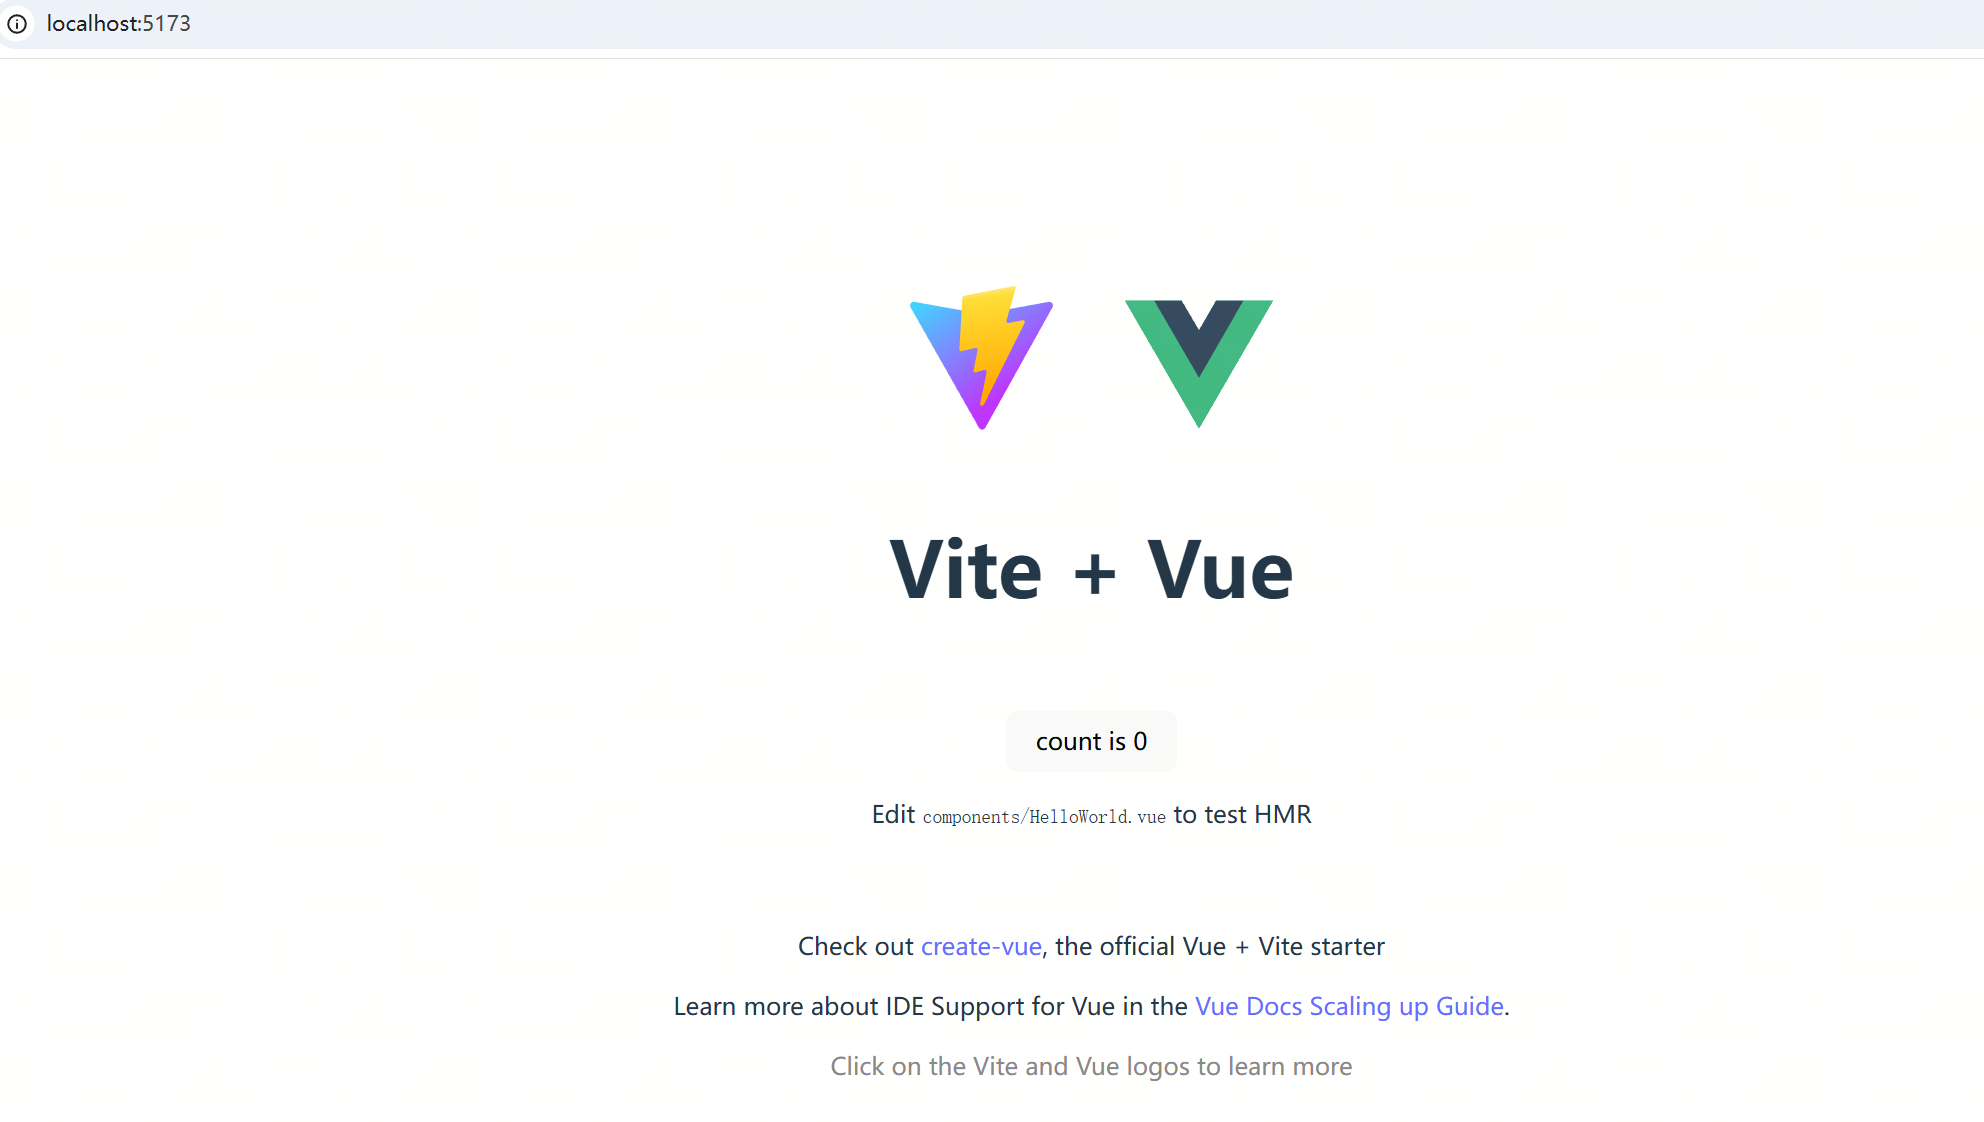 localhost:5173
Vite + Vue
count is 0
Edit components/HelloWorld.vue to test HMR
Check out create-vue, the official Vue + Vite starter
Learn more about IDE Support for Vue in the Vue Docs Scaling up Guide.
Click on the Vite and Vue logos to learn more